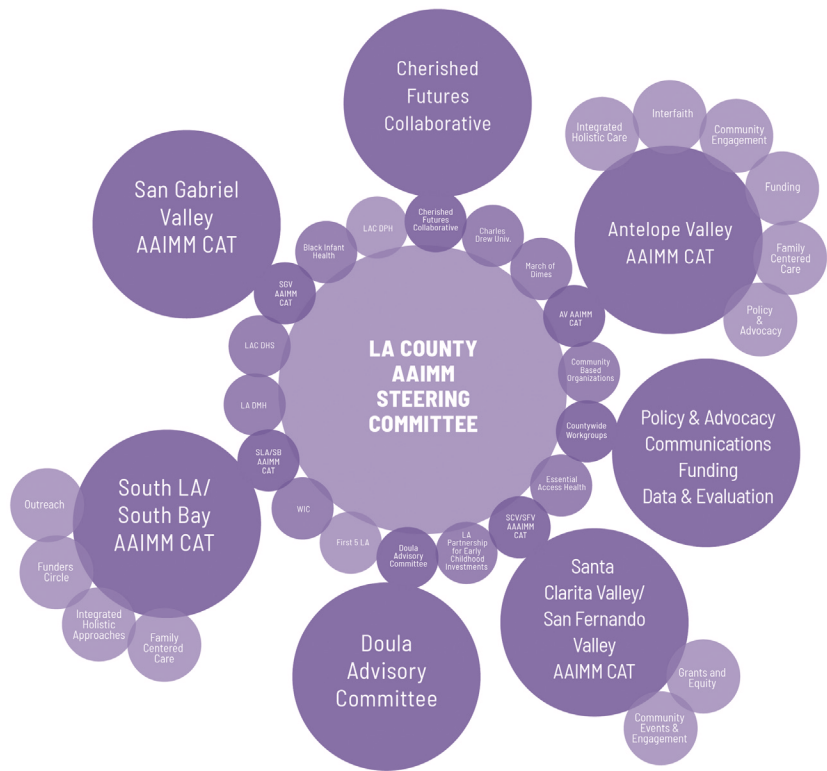 Cherished
Futures
Collaborative
Interfaith
Integrated
Holistic Care
Community
Engagement
Funding
Antelope Valley
AAIMM CAT
Family
Centered
Care
Policy
&
Advocacy
San Gabriel
Valley
AAIMM CAT
LAC DPH
Cherished
Futures
Collaborative
Charles
Drew Univ.
Black Infant
Health
March of
Dimes
SGV
AAIMM
CAT
AV AAIMM
CAT
LAC DHS
Community
Based
Organizations
LA DMH
Countywide
Workgroups
SLA/SB
AAIMM
CAT
Essential
Access Health
WIC
SCV/SFV
AAAIMM
CAT
First 5 LA
Doula
Advisory
Committee
LA
Partnership
for Early
Childhood
Investments
LA COUNTY
AAIMM
STEERING
COMMITTEE
Policy & Advocacy
Communications
Funding
Data & Evaluation
South LA/
South Bay
AAIMM CAT
Outreach
Funders
Circle
Integrated
Holistic
Approaches
Family
Centered
Care
Doula
Advisory
Committee
Santa
Clarita Valley/
San Fernando
Valley
AAIMM CAT
Grants and
Equity
Community
Events &
Engagement